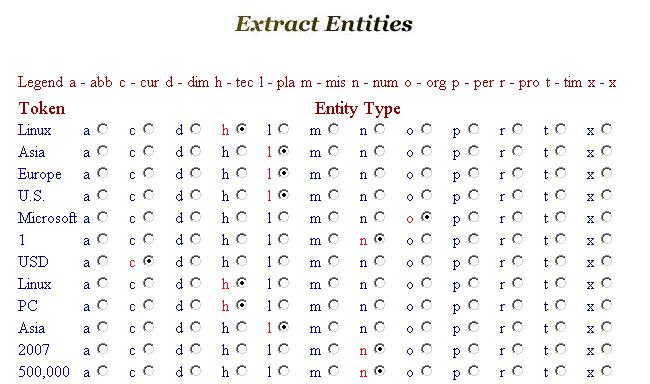 Extract Entities
Legend a - abb c - cur d - dim h - tec l - pla m - mis n - num o - org p - per r - pro t - tim x - x
Token Entity Type
Linux a c d h l m n o p r t x
Asia a c d h l m n o p r t x
Europe a c d h l m n o p r t x
U.S. a c d h l m n o p r t x
Microsoft a c d h l m n o p r t x
1 a c d h l m n o p r t x
USD a c d h l m n o p r t x
Linux a c d h l m n o p r t x
PC a c d h l m n o p r t x
Asia a c d h l m n o p r t x
2007 a c d h l m n o p r t x
500,000 a c d h l m n o p r t x